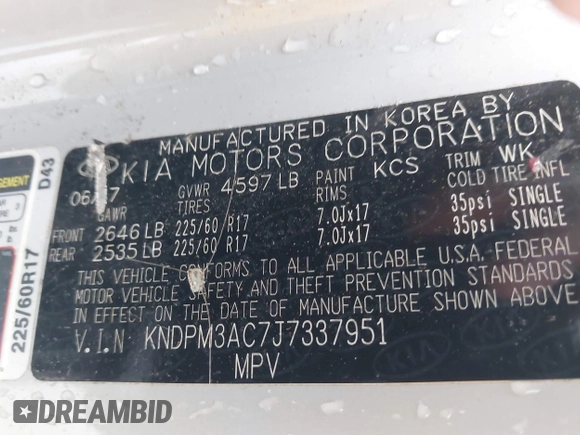 MANUFACTURED IN KOREA BY
KIA MOTORS CORPORATION
GVWR 4597 LB PAINT KCS TRIM WK
GAWR TIRES RIMS COLD TIRE INFL
FRONT 2646 LB 225/60 R17 7.0Jx17 35psi SINGLE
REAR 2535 LB 225/60 R17 7.0Jx17 35psi SINGLE
THIS VEHICLE CONFORMS TO ALL APPLICABLE U.S.A. FEDERAL
MOTOR VEHICLE SAFETY AND THEFT PREVENTION STANDARDS
IN EFFECT ON THE DATE OF MANUFACTURE SHOWN ABOVE
V.I.N KNDPM3AC7J7337951
MPV
D43
225/60R17
DREAMBID